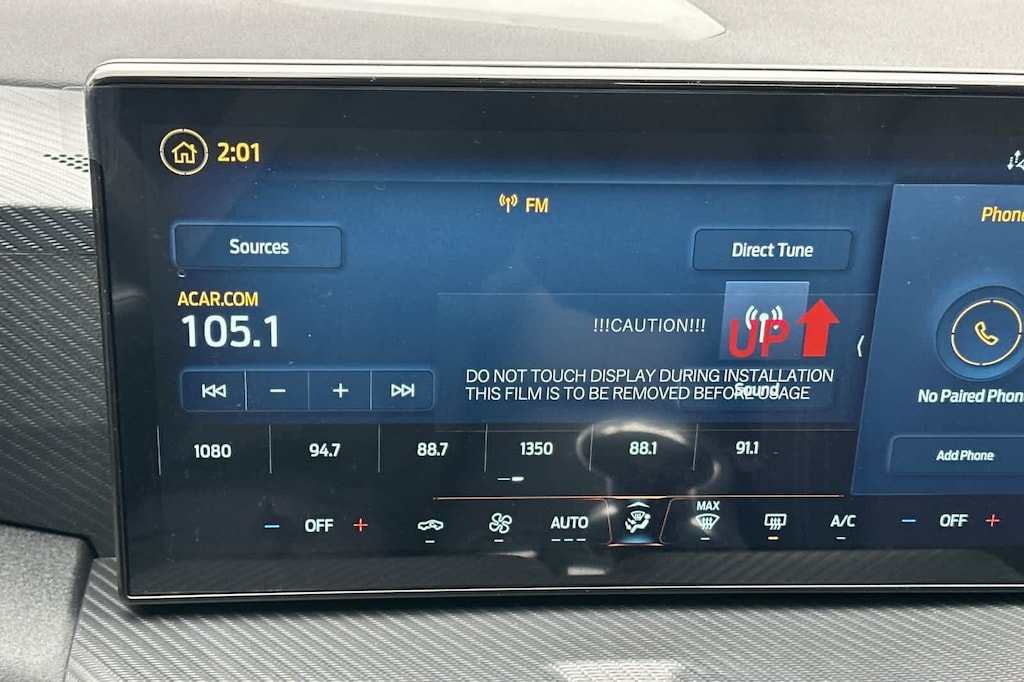 2:01
FM
Sources
Direct Tune
Phon
ACAR.COM
105.1
!!!CAUTION!!!
UP
DO NOT TOUCH DISPLAY DURING INSTALLATION
THIS FILM IS TO BE REMOVED BEFORE USAGE
Sound
No Paired Phon
1080
94.7
88.7
1350
88.1
91.1
Add Phone
- OFF +
AUTO
MAX
A/C
- OFF +